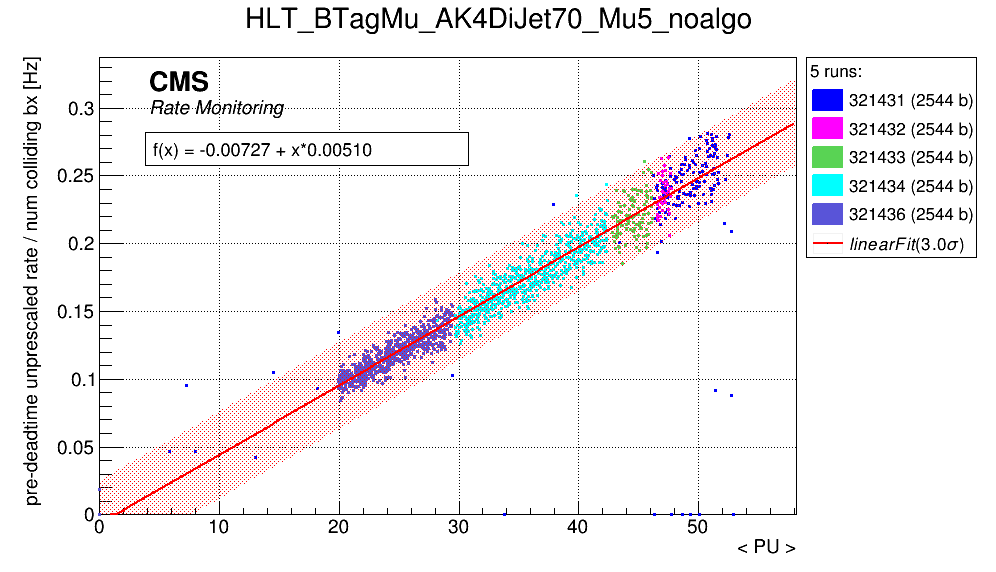 HLT_BTagMu_AK4DiJet70_Mu5_noalgo
pre-deadtime unprescaled rate / num colliding bx [Hz]
CMS
Rate Monitoring
f(x) = -0.00727 + x*0.00510
0.3
0.25
0.2
0.15
0.1
0.05
0
0 10 20 30 40 50
< PU >
5 runs:
321431 (2544 b)
321432 (2544 b)
321433 (2544 b)
321434 (2544 b)
321436 (2544 b)
linearFit(3.0σ)